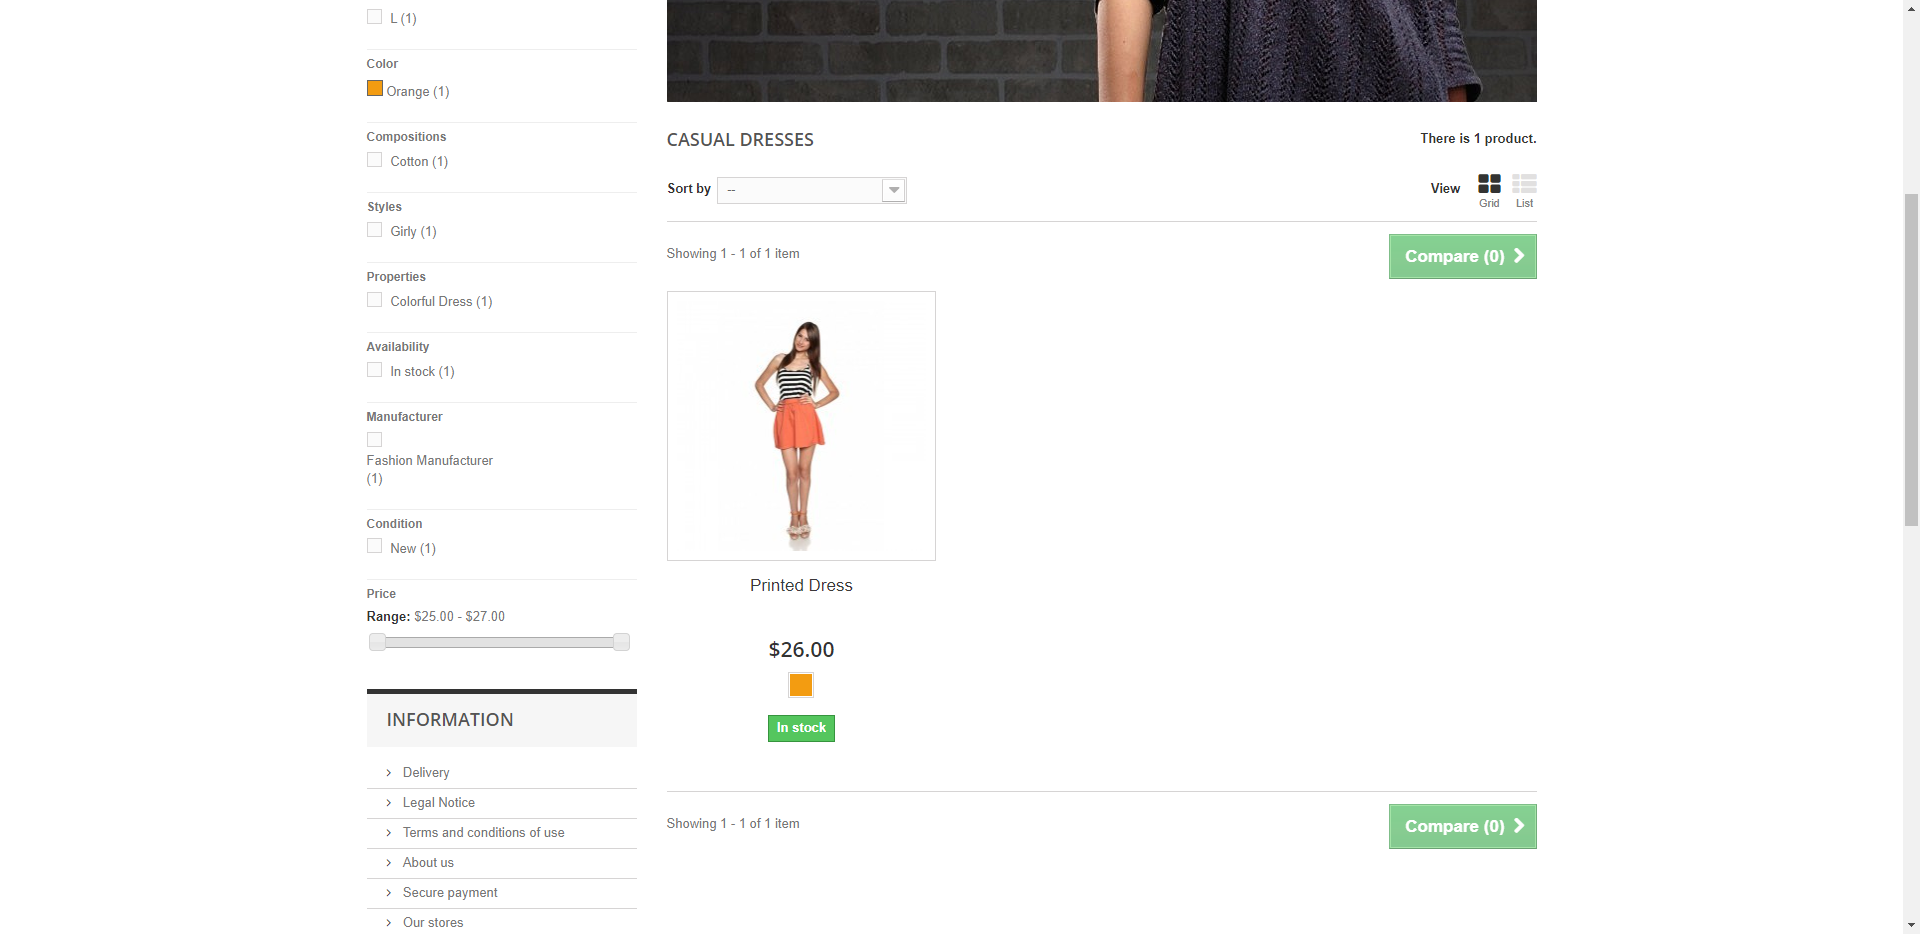 L (1)
Color
Orange (1)
Compositions
Cotton (1)
Styles
Girly (1)
Properties
Colorful Dress (1)
Availability
In stock (1)
Manufacturer
Fashion Manufacturer
(1)
Condition
New (1)
Price
Range: $25.00 - $27.00
INFORMATION
Delivery
Legal Notice
Terms and conditions of use
About us
Secure payment
Our stores
CASUAL DRESSES
There is 1 product.
Sort by --
View
Grid
List
Showing 1 - 1 of 1 item
Compare (0)
Printed Dress
$26.00
In stock
Showing 1 - 1 of 1 item
Compare (0)